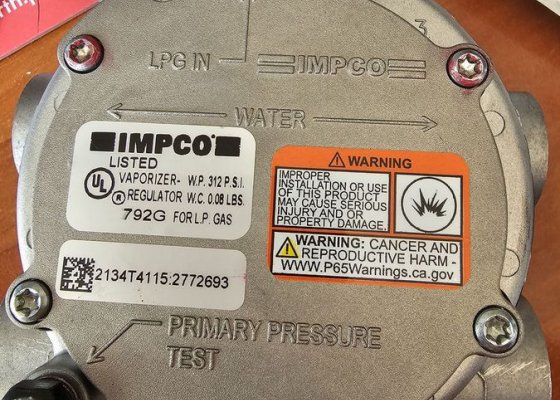 rth.p
3
LPG IN
IMPCO
WATER
IMPCO
LISTED
UL VAPORIZER- W.P. 312 P.S.I.
® REGULATOR W.C. 0.08 LBS.
792G FOR L.P. GAS
WARNING
IMPROPER
INSTALLATION OR USE
OF THIS PRODUCT
MAY CAUSE SERIOUS
INJURY AND OR
PROPERTY DAMAGE.
WARNING: CANCER AND
REPRODUCTIVE HARM -
WWW.P65Warnings.ca.gov
2134T4115:2772693
PRIMARY PRESSURE
TEST